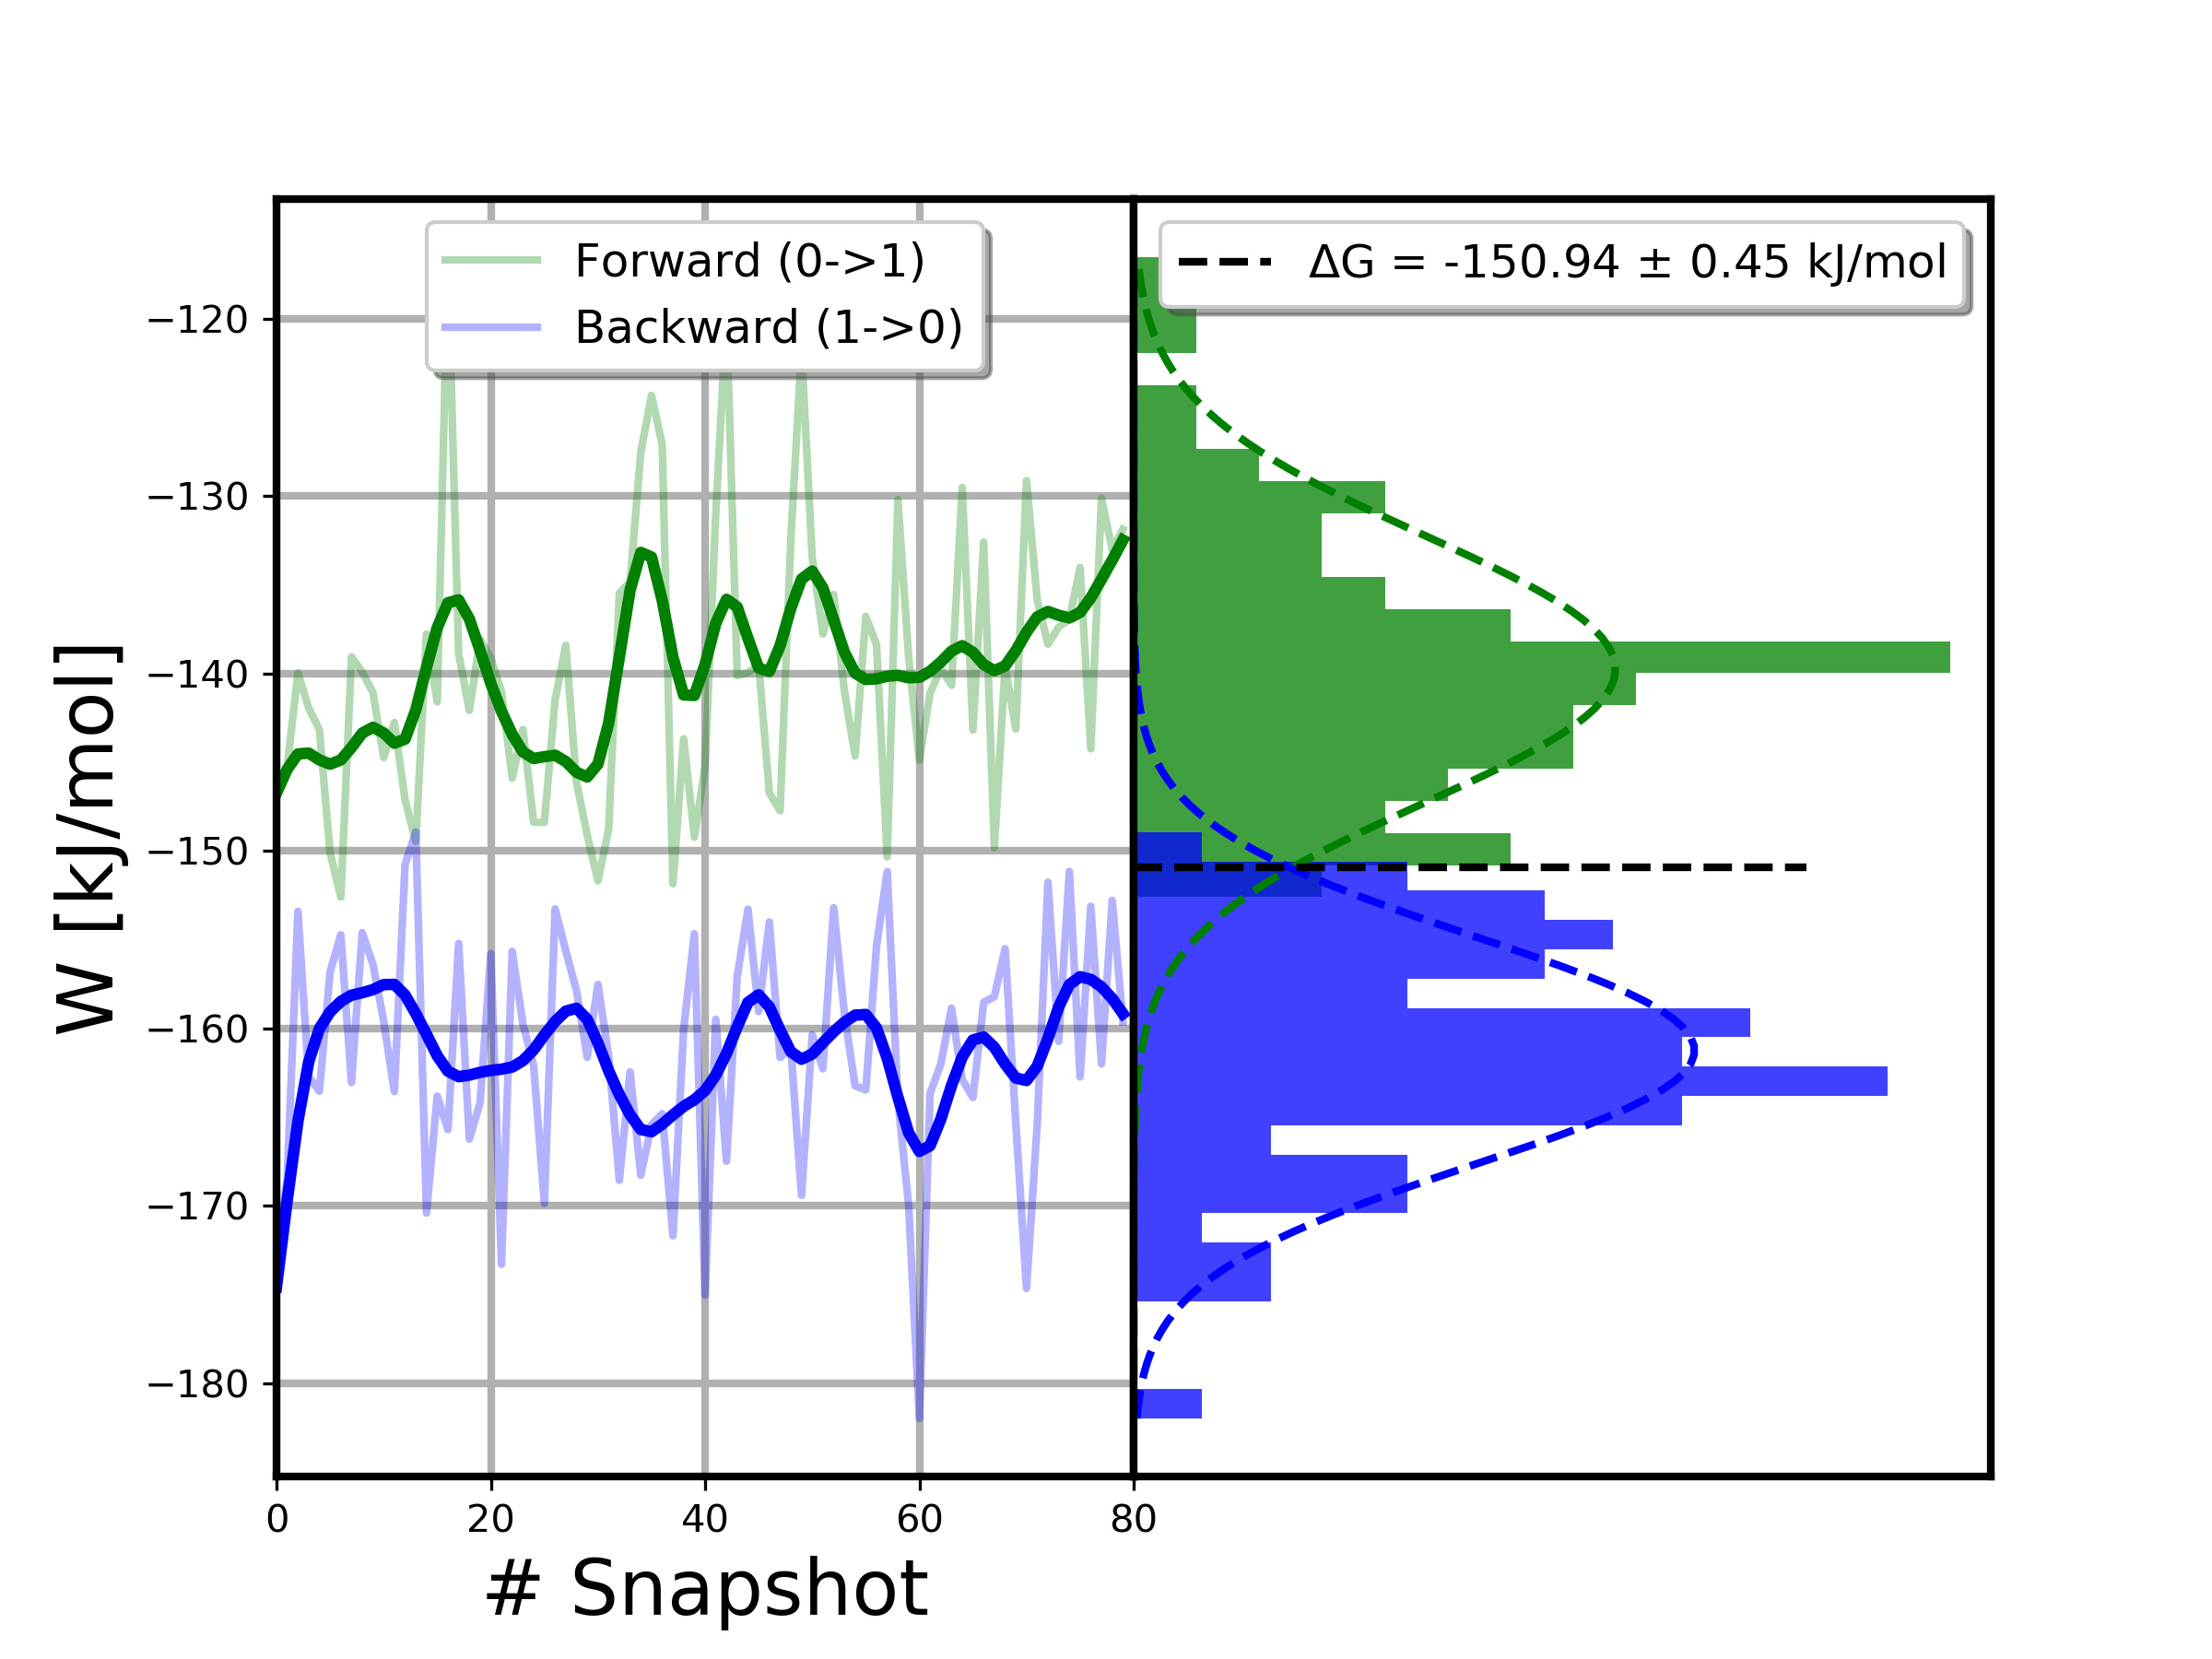 Forward (0->1)
Backward (1->0)
ΔG = -150.94 ± 0.45 kJ/mol
−120
−130
−140
−150
−160
−170
−180
W [kJ/mol]
0 20 40 60 80
# Snapshot